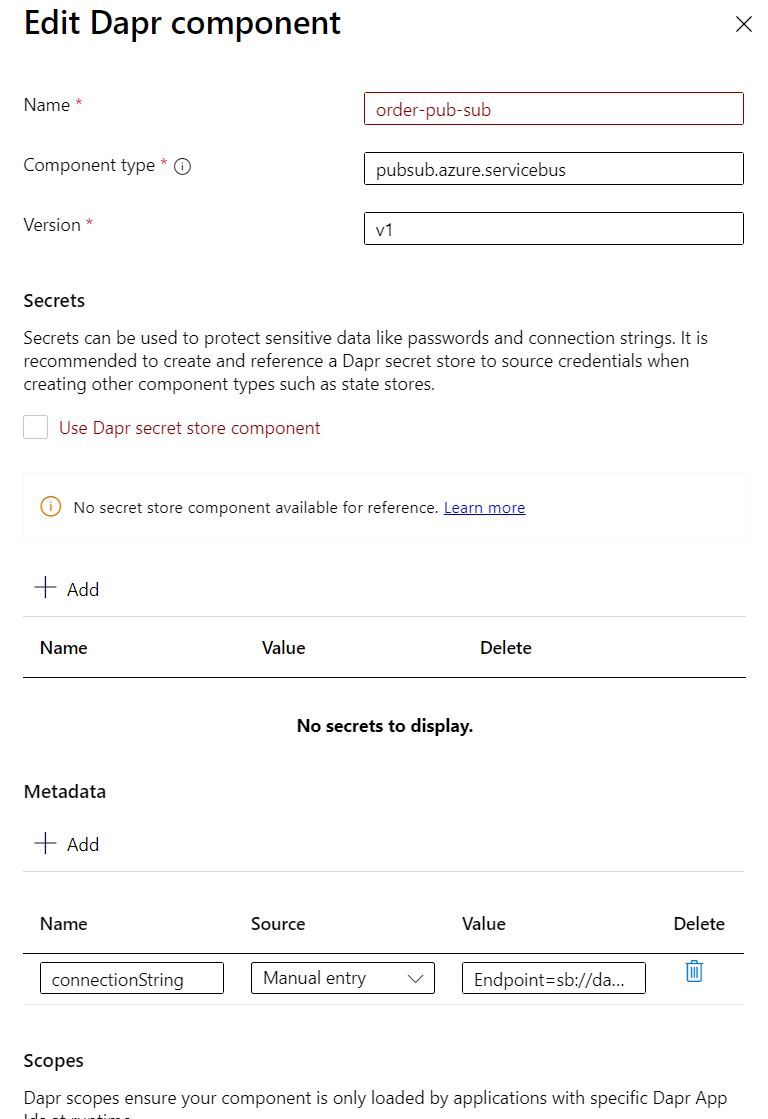 Edit Dapr component
Name *
order-pub-sub
Component type *
pubsub.azure.servicebus
Version *
v1
Secrets
Secrets can be used to protect sensitive data like passwords and connection strings. It is
recommended to create and reference a Dapr secret store to source credentials when
creating other component types such as state stores.
Use Dapr secret store component
No secret store component available for reference. Learn more
Add
Name Value Delete
No secrets to display.
Metadata
Add
Name Source Value Delete
connectionString Manual entry Endpoint=sb://da...
Scopes
Dapr scopes ensure your component is only loaded by applications with specific Dapr App
Ids at runtime.